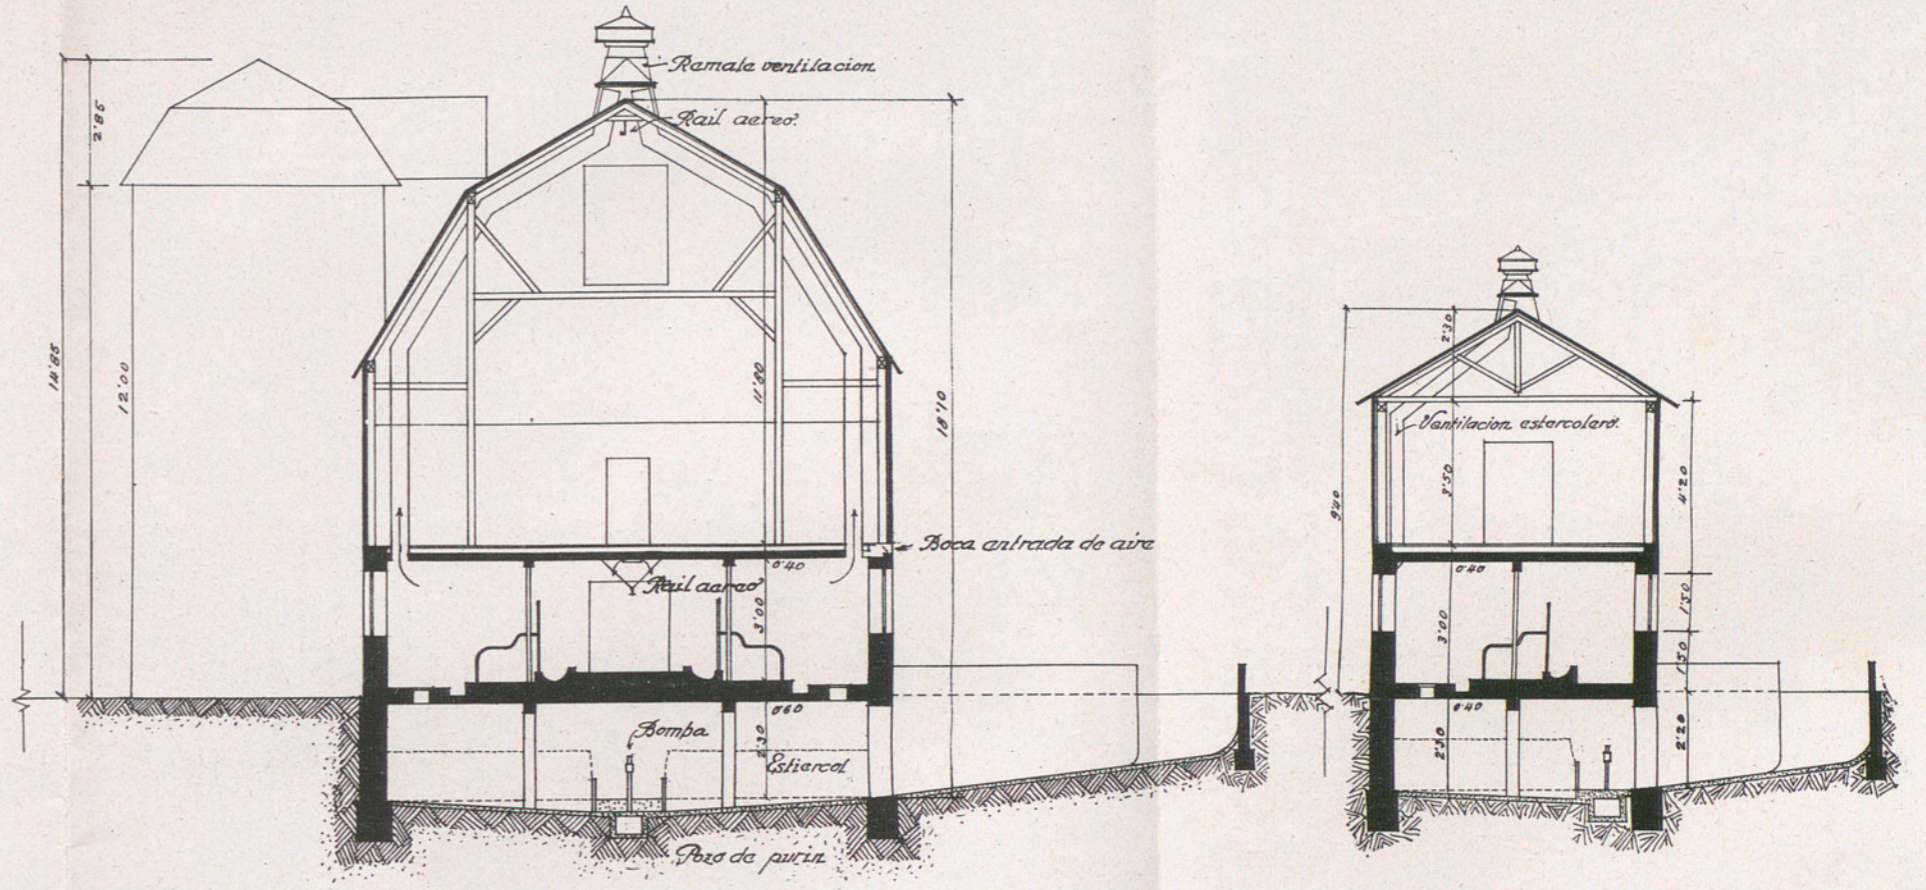 Remate ventilacion
Rail aereo.
2'85
14'85
12'00
11'80
18'10
Boca entrada de aire
0'40
Rail aereo
3'00
0'60
Bomba
2'30
Estiercol
Pozo de purin
2'30
9'40
Ventilacion estercolero.
3'50
4'20
0'40
1'50
3'00
1'50
0'40
2'30
2'20